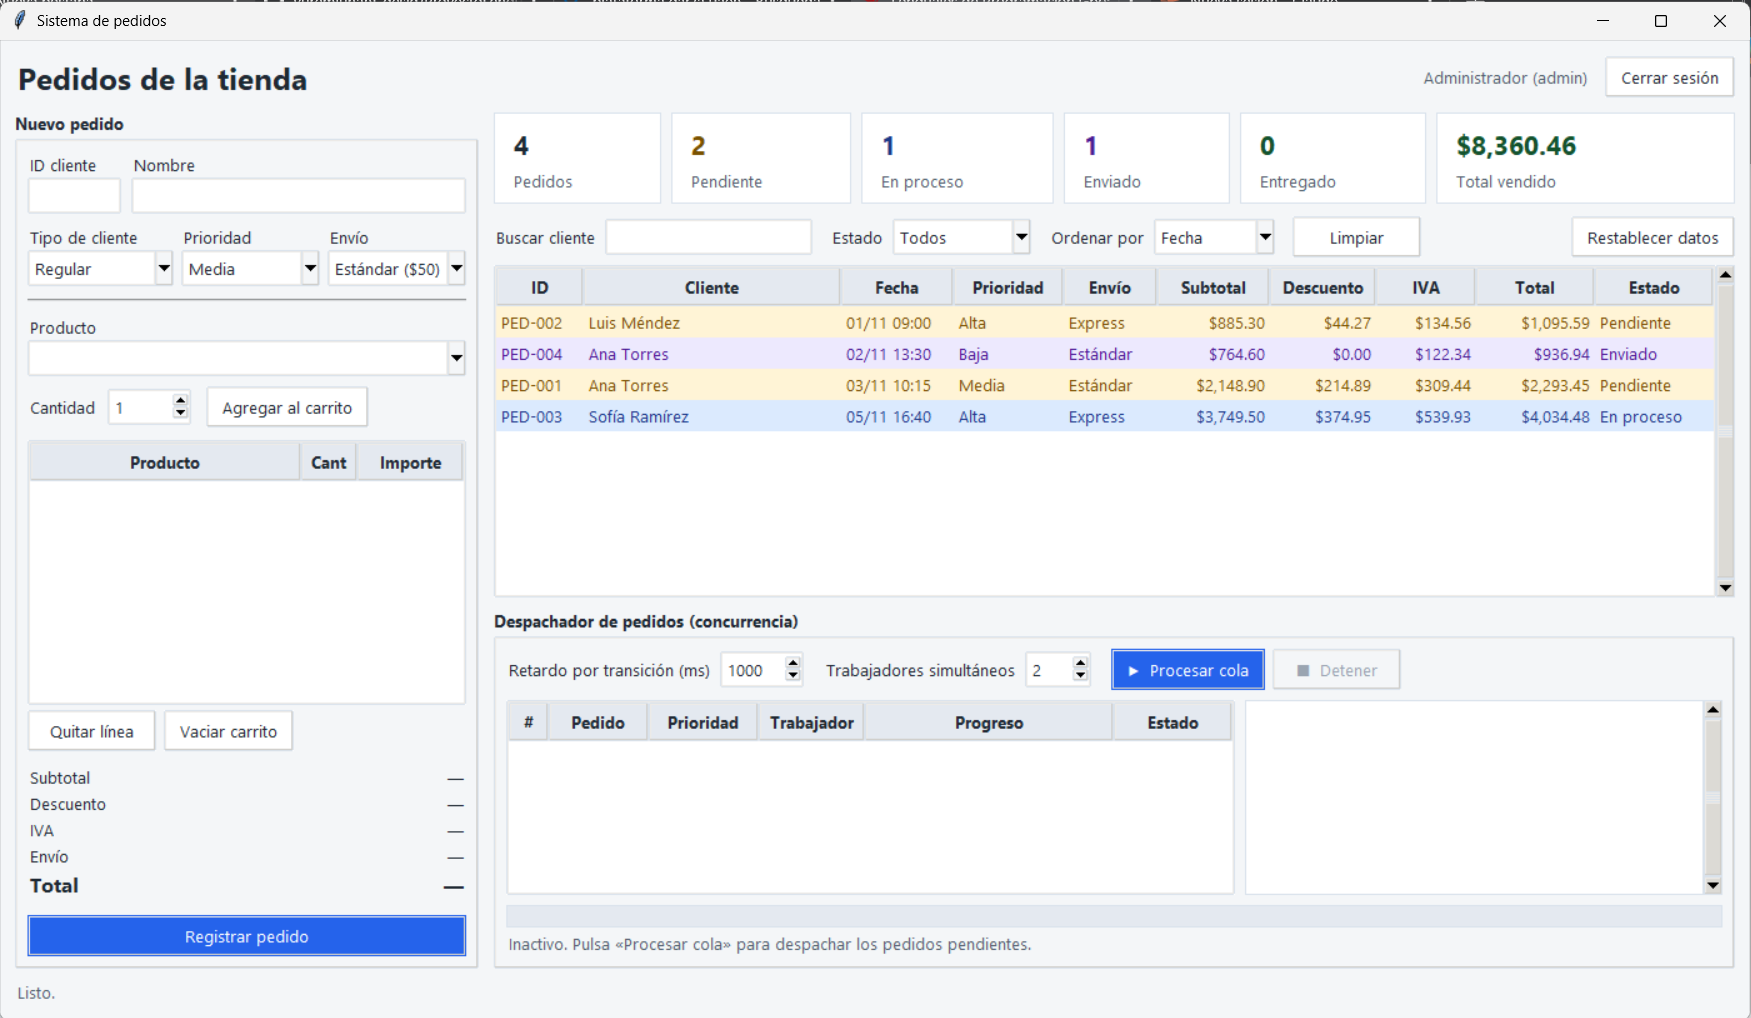 Sistema de pedidos
Pedidos de la tienda
Administrador (admin)
Cerrar sesión
Nuevo pedido
ID cliente Nombre
Tipo de cliente Prioridad Envío
Regular Media Estándar ($50)
Producto
Cantidad 1 Agregar al carrito
Producto Cant Importe
Quitar línea Vaciar carrito
Subtotal —
Descuento —
IVA —
Envío —
Total —
Registrar pedido
4 2 1 1 0 $8,360.46
Pedidos Pendiente En proceso Enviado Entregado Total vendido
Buscar cliente Estado Todos Ordenar por Fecha Limpiar Restablecer datos
ID Cliente Fecha Prioridad Envío Subtotal Descuento IVA Total Estado
PED-002 Luis Méndez 01/11 09:00 Alta Express $885.30 $44.27 $134.56 $1,095.59 Pendiente
PED-004 Ana Torres 02/11 13:30 Baja Estándar $764.60 $0.00 $122.34 $936.94 Enviado
PED-001 Ana Torres 03/11 10:15 Media Estándar $2,148.90 $214.89 $309.44 $2,293.45 Pendiente
PED-003 Sofía Ramírez 05/11 16:40 Alta Express $3,749.50 $374.95 $539.93 $4,034.48 En proceso
Despachador de pedidos (concurrencia)
Retardo por transición (ms) 1000 Trabajadores simultáneos 2 ► Procesar cola ■ Detener
# Pedido Prioridad Trabajador Progreso Estado
Inactivo. Pulsa «Procesar cola» para despachar los pedidos pendientes.
Listo.